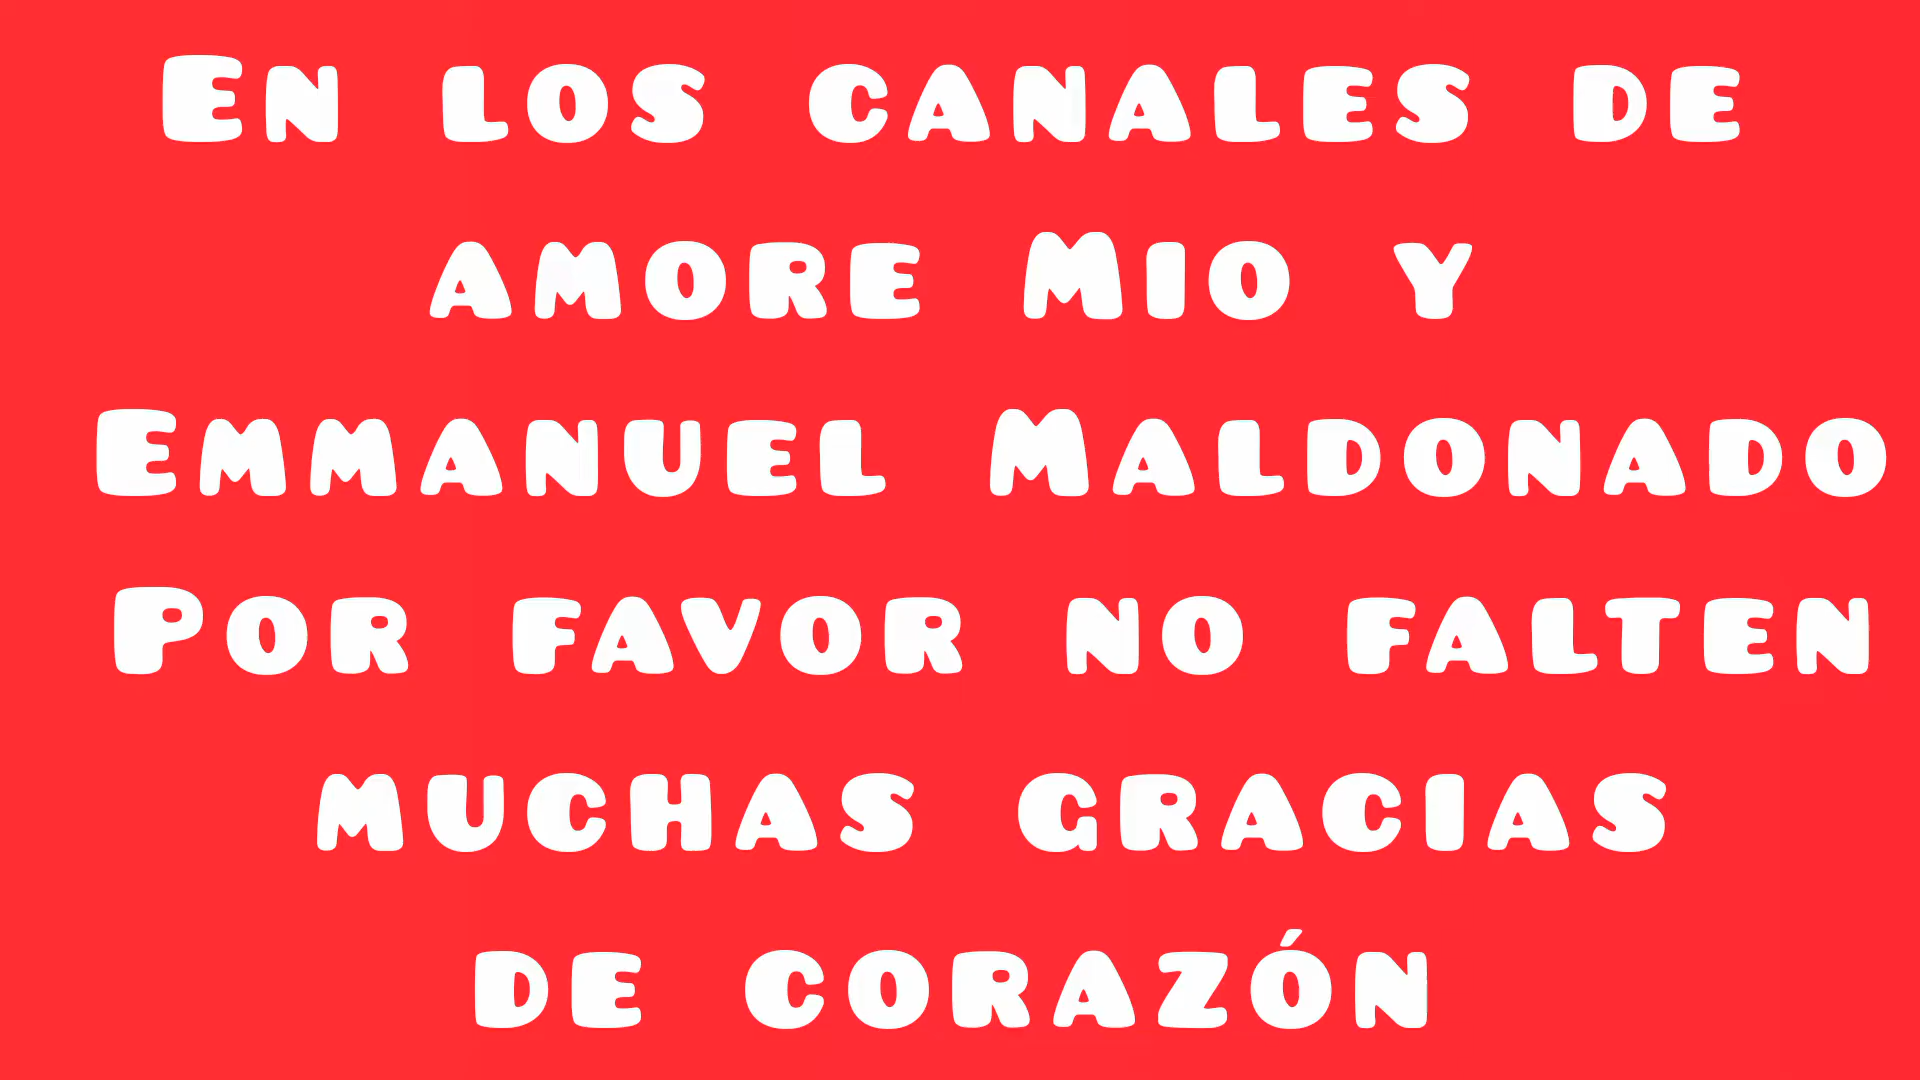 En los canales de
amore Mio y
Emmanuel Maldonado
Por favor no falten
muchas gracias
de corazón